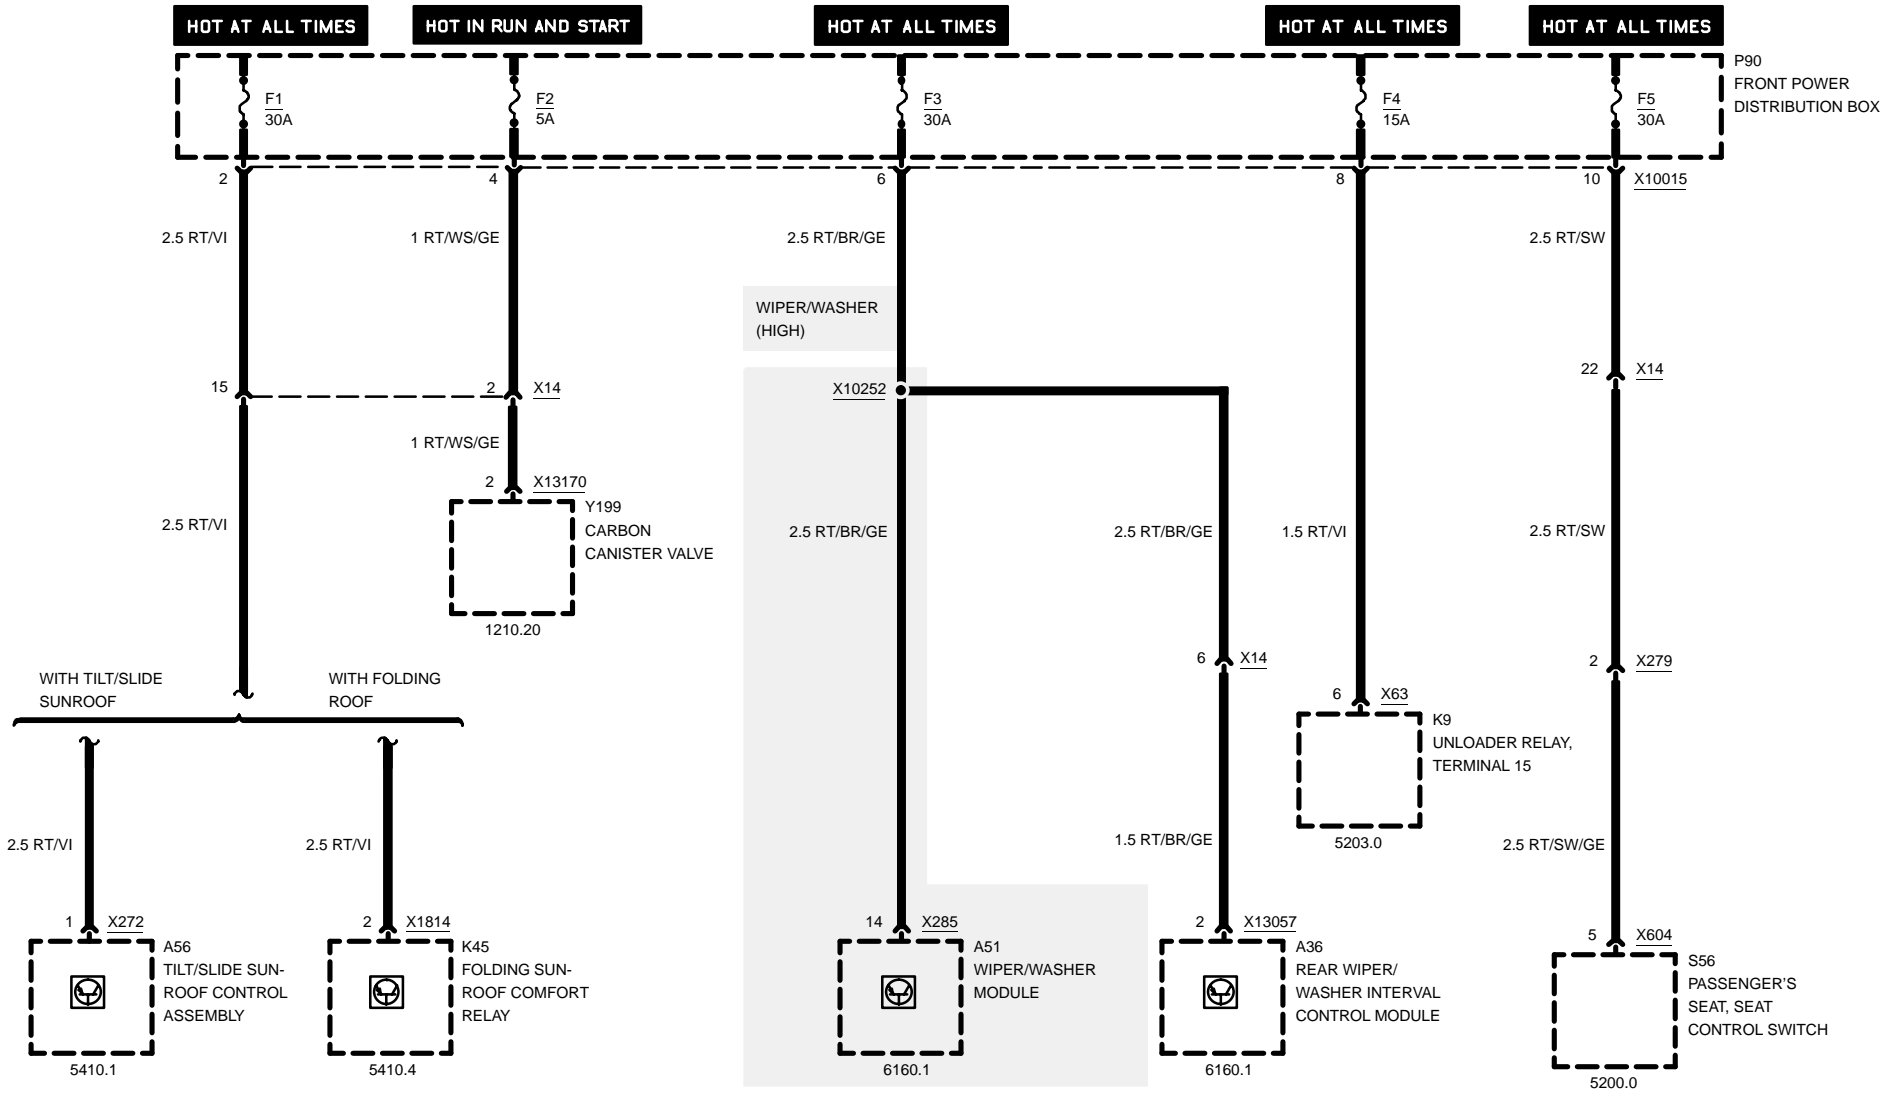 HOT AT ALL TIMES
HOT IN RUN AND START
HOT AT ALL TIMES
HOT AT ALL TIMES
HOT AT ALL TIMES
P90
FRONT POWER
DISTRIBUTION BOX
F1
30A
F2
5A
F3
30A
F4
15A
F5
30A
2
4
6
8
10
X10015
2.5 RT/VI
1 RT/WS/GE
2.5 RT/BR/GE
2.5 RT/SW
WIPER/WASHER
(HIGH)
15
2
X14
X10252
22
X14
1 RT/WS/GE
2
X13170
Y199
CARBON
CANISTER VALVE
1210.20
2.5 RT/VI
2.5 RT/BR/GE
2.5 RT/BR/GE
1.5 RT/VI
2.5 RT/SW
6
X14
2
X279
WITH TILT/SLIDE
SUNROOF
WITH FOLDING
ROOF
6
X63
K9
UNLOADER RELAY,
TERMINAL 15
5203.0
2.5 RT/VI
2.5 RT/VI
1.5 RT/BR/GE
2.5 RT/SW/GE
1
X272
A56
TILT/SLIDE SUN-
ROOF CONTROL
ASSEMBLY
5410.1
2
X1814
K45
FOLDING SUN-
ROOF COMFORT
RELAY
5410.4
14
X285
A51
WIPER/WASHER
MODULE
6160.1
2
X13057
A36
REAR WIPER/
WASHER INTERVAL
CONTROL MODULE
6160.1
5
X604
S56
PASSENGER'S
SEAT, SEAT
CONTROL SWITCH
5200.0